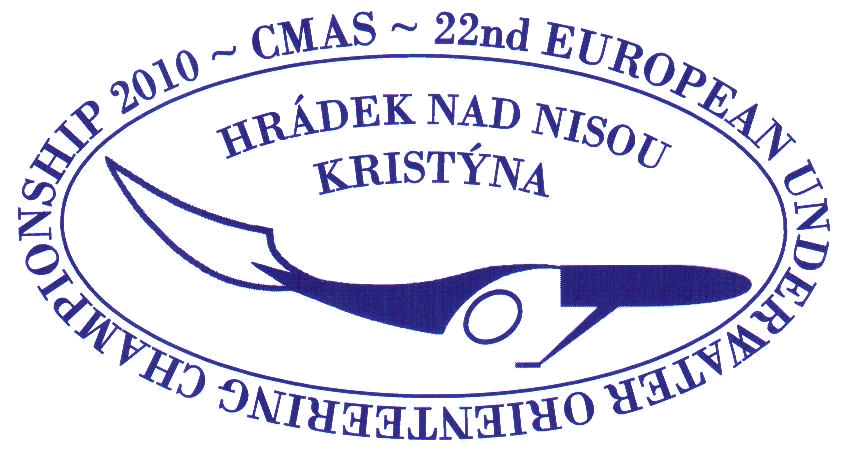 CMAS ~ 22nd EUROPEAN UNDERWATER ORIENTEERING CHAMPIONSHIP 2010 ~
HRÁDEK NAD NISOU
KRISTÝNA